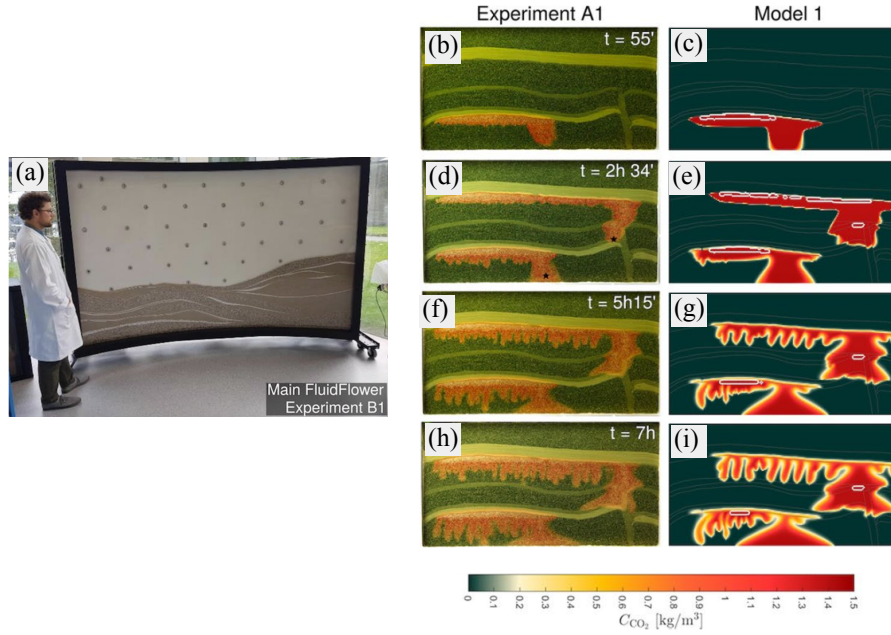 Experiment A1
Model 1
(a)
Main FluidFlower
Experiment B1
(b)
t = 55'
(c)
(d)
t = 2h 34'
(e)
(f)
t = 5h15'
(g)
(h)
t = 7h
(i)
0 0.1 0.2 0.3 0.4 0.5 0.6 0.7 0.8 0.9 1 1.1 1.2 1.3 1.4 1.5
C_CO₂ [kg/m³]